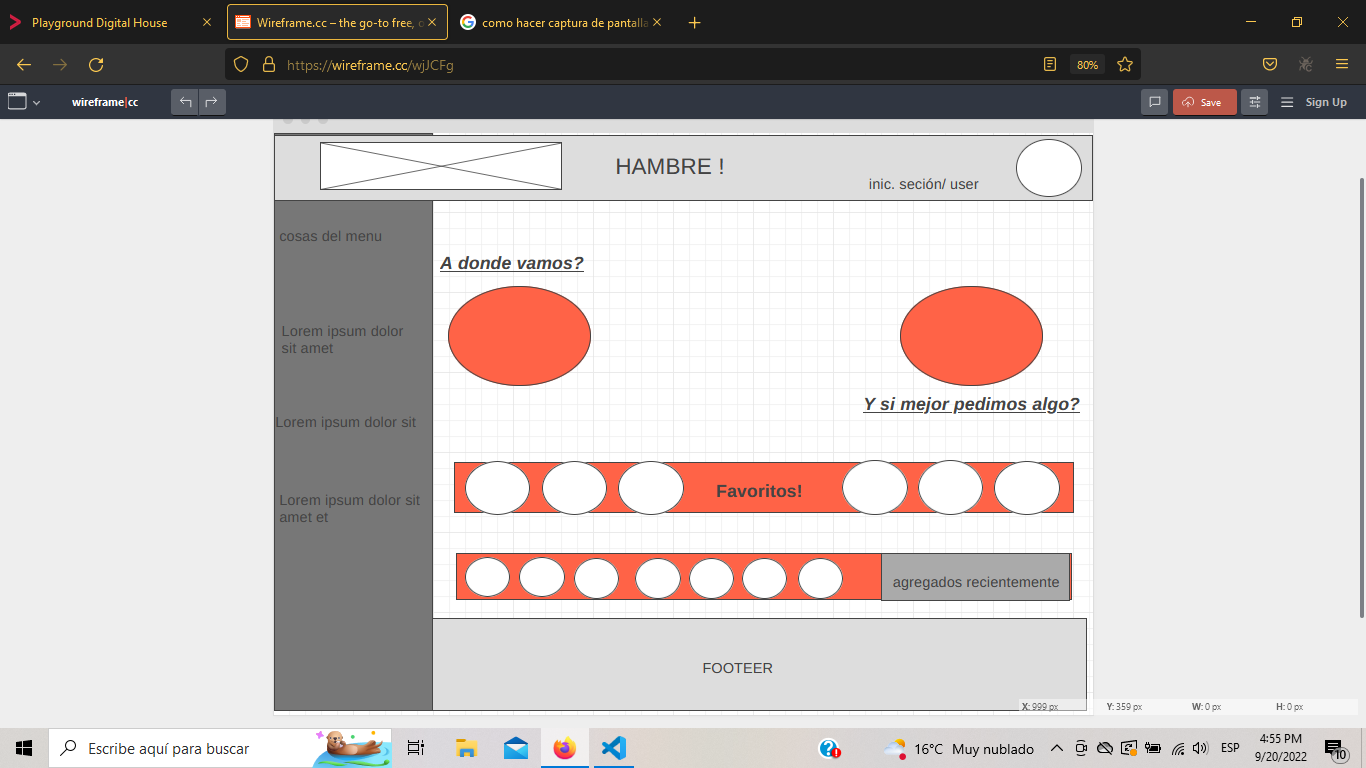 Playground Digital House
Wireframe.cc – the go-to free,
como hacer captura de pantalla
https://wireframe.cc/wjJCFg
80%
wireframe|cc
Save
Sign Up
HAMBRE !
inic. seción/ user
cosas del menu
A donde vamos?
Lorem ipsum dolor
sit amet
Y si mejor pedimos algo?
Lorem ipsum dolor sit
Favoritos!
Lorem ipsum dolor sit
amet et
agregados recientemente
FOOTEER
X: 999 px
Y: 359 px
W: 0 px
H: 0 px
Escribe aquí para buscar
16°C Muy nublado
ESP
4:55 PM
9/20/2022
10